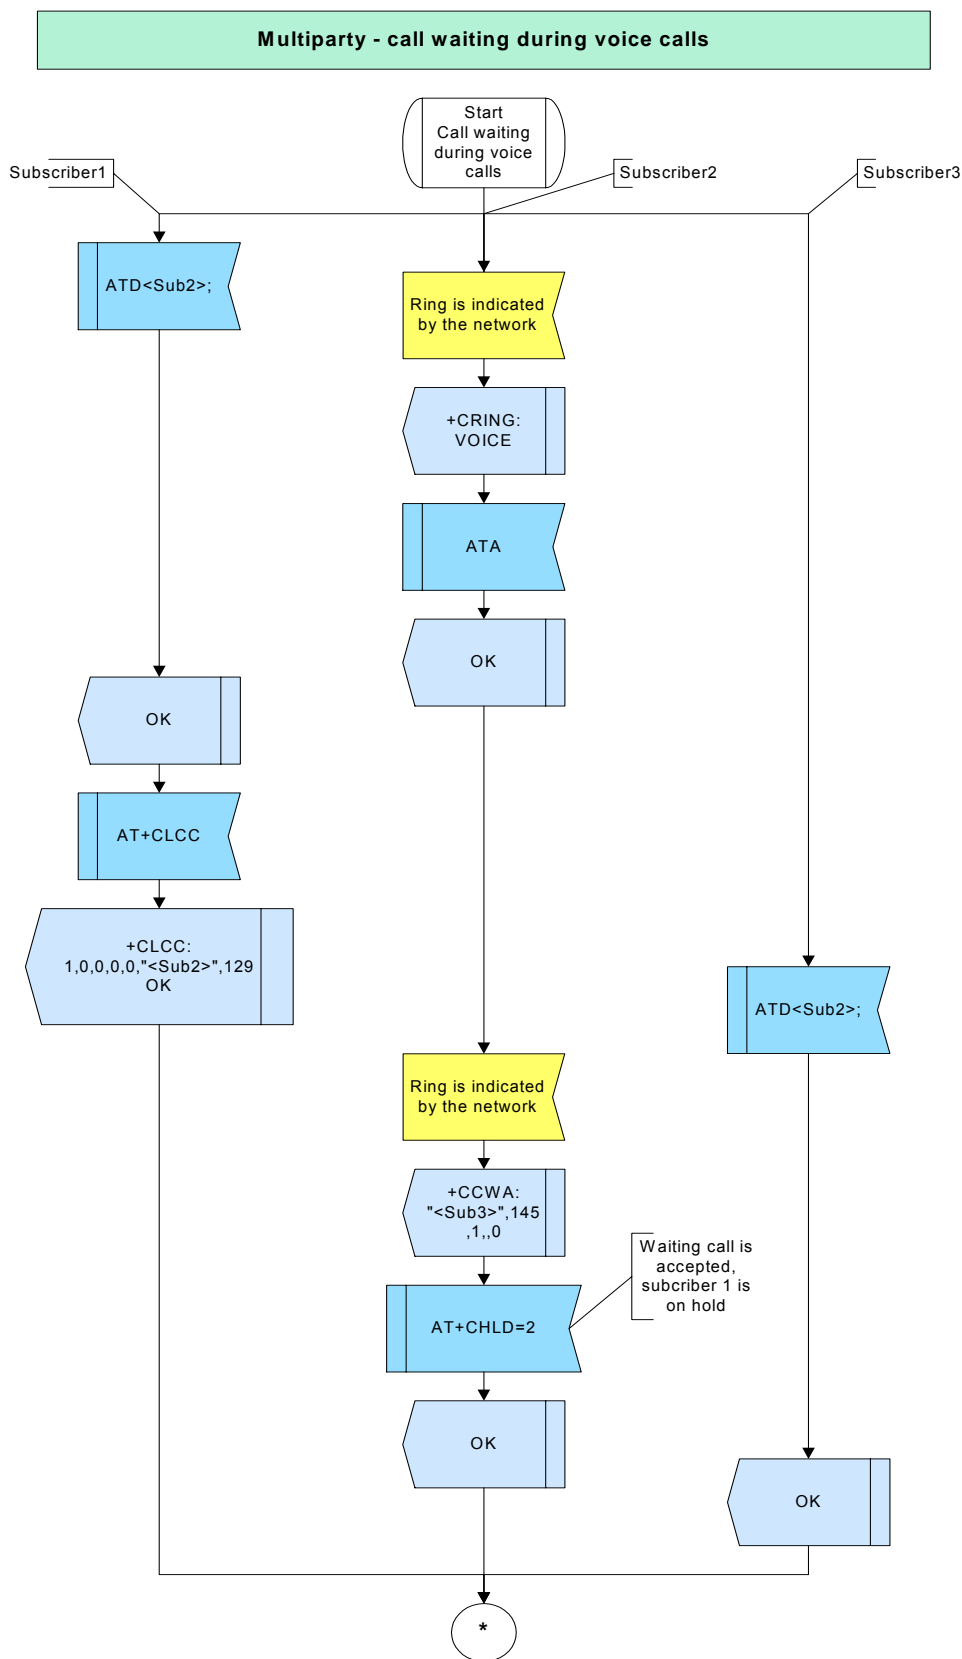 Multiparty - call waiting during voice calls
Start
Call waiting
during voice
calls
Subscriber1
Subscriber2
Subscriber3
ATD<Sub2>;
Ring is indicated
by the network
+CRING:
VOICE
ATA
OK
OK
AT+CLCC
+CLCC:
1,0,0,0,0,"<Sub2>",129
OK
ATD<Sub2>;
Ring is indicated
by the network
+CCWA:
"<Sub3>",145
,1,,0
Waiting call is
accepted,
subcriber 1 is
on hold
AT+CHLD=2
OK
OK
*